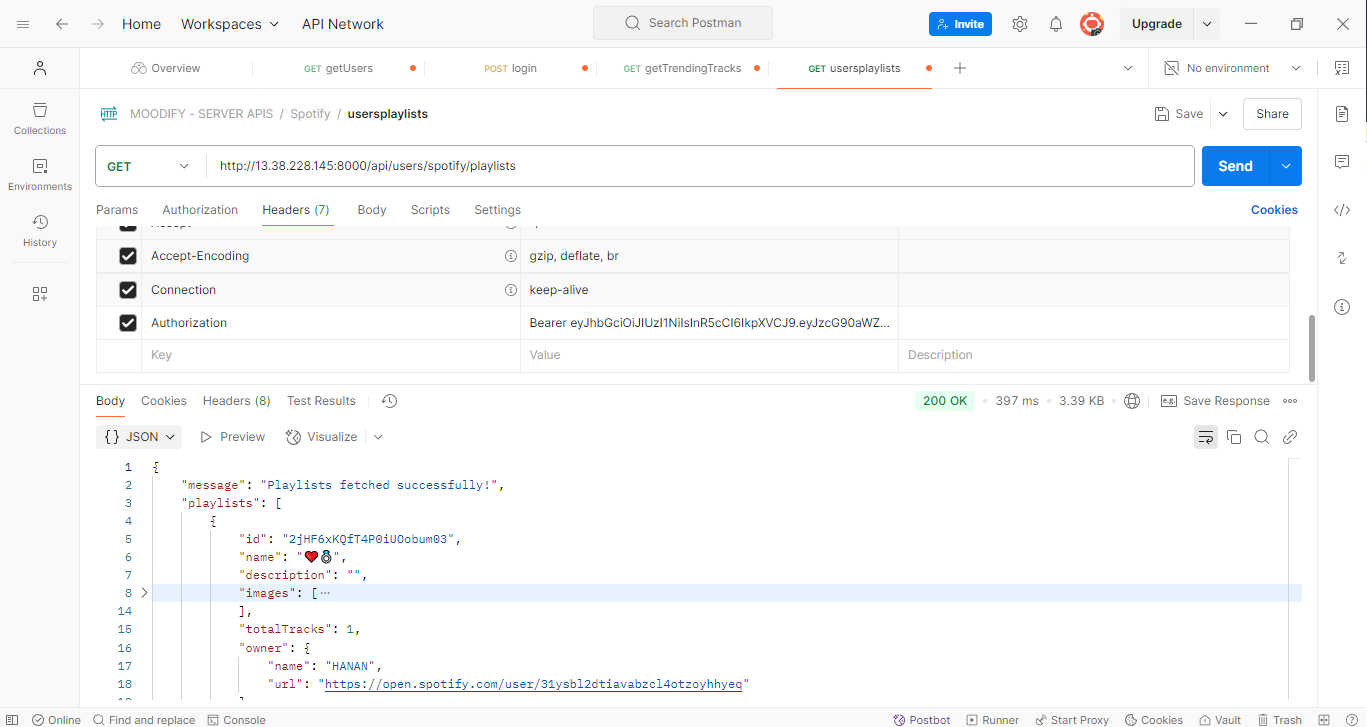 Home Workspaces API Network Search Postman Invite Upgrade
Overview GET getUsers POST login GET getTrendingTracks GET usersplaylists No environment
HTTP MOODIFY - SERVER APIS / Spotify / usersplaylists Save Share
Collections
Environments
History
GET http://13.38.228.145:8000/api/users/spotify/playlists Send
Params Authorization Headers (7) Body Scripts Settings Cookies
Accept-Encoding gzip, deflate, br
Connection keep-alive
Authorization Bearer eyJhbGciOiJIUzI1NiIsInR5cCI6IkpXVCJ9.eyJzcG90aWZ...
Key Value Description
Body Cookies Headers (8) Test Results 200 OK • 397 ms • 3.39 KB • e.g. Save Response
{} JSON Preview Visualize
1 {
2 "message": "Playlists fetched successfully!",
3 "playlists": [
4 {
5 "id": "2jHF6xKQfT4P0iUOobum03",
6 "name": "❤️💍",
7 "description": "",
8 "images": [⋯
14 ],
15 "totalTracks": 1,
16 "owner": {
17 "name": "HANAN",
18 "url": "https://open.spotify.com/user/31ysbl2dtiavabzcl4otzoyhhyeq"
Online Find and replace Console Postbot Runner Start Proxy Cookies Vault Trash